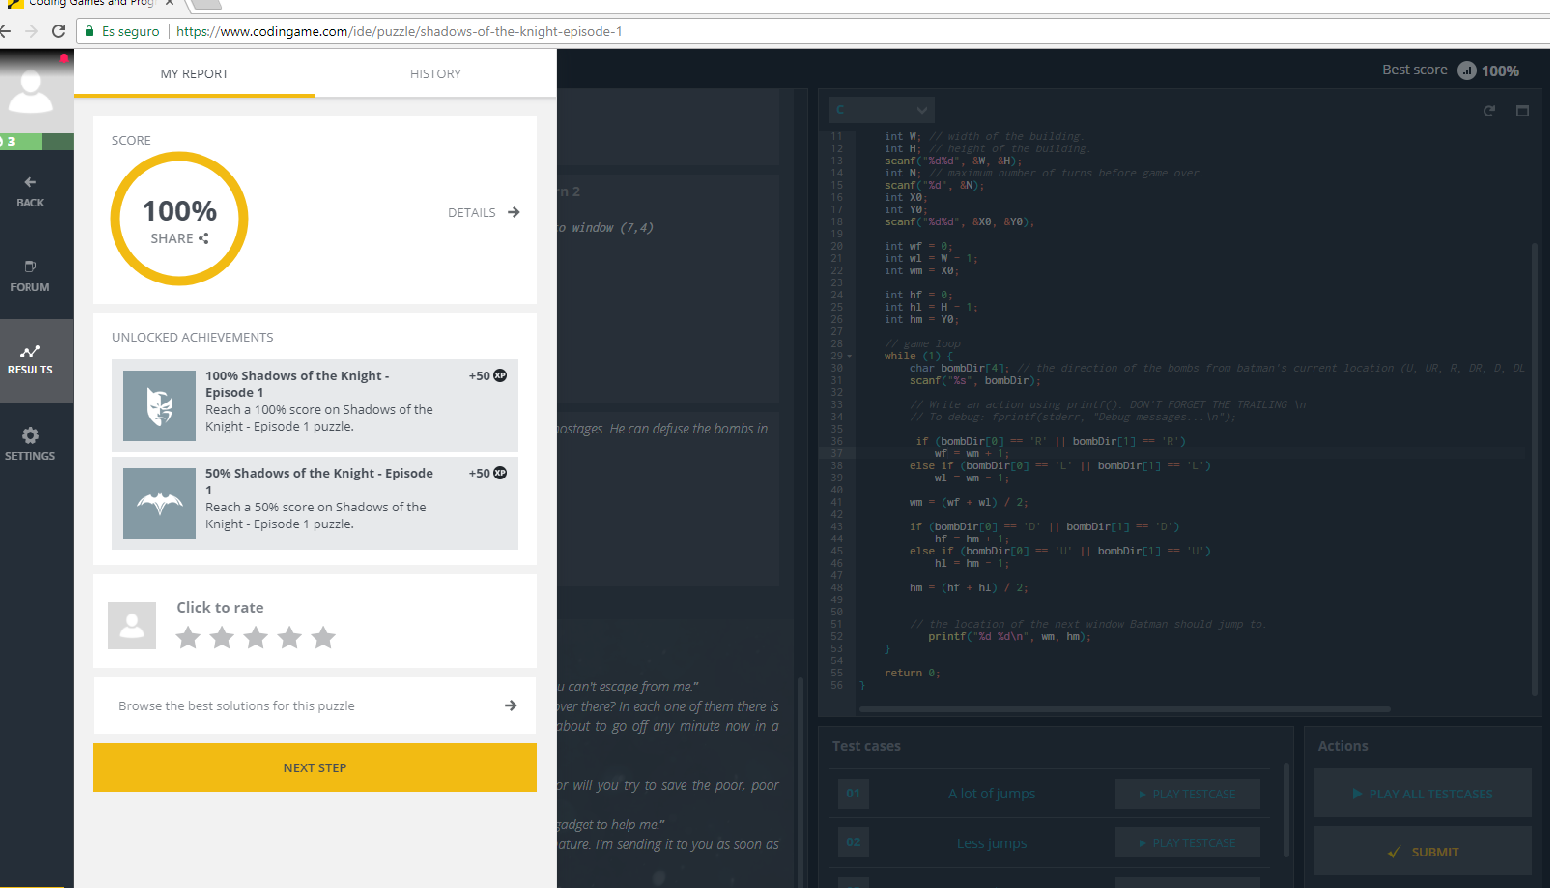 Coding Games and Prog
Es seguro
https://www.codingame.com/ide/puzzle/shadows-of-the-knight-episode-1
3
BACK
FORUM
RESULTS
SETTINGS
MY REPORT
HISTORY
SCORE
100%
SHARE
DETAILS
UNLOCKED ACHIEVEMENTS
100% Shadows of the Knight -
Episode 1
+50 XP
Reach a 100% score on Shadows of the
Knight - Episode 1 puzzle.
50% Shadows of the Knight - Episode
1
+50 XP
Reach a 50% score on Shadows of the
Knight - Episode 1 puzzle.
Click to rate
Browse the best solutions for this puzzle
NEXT STEP
rn 2
o window (7,4)
ostages. He can defuse the bombs in
u can't escape from me."
over there? In each one of them there is
about to go off any minute now in a
or will you try to save the poor, poor
gadget to help me."
ature. I'm sending it to you as soon as
Best score 100%
C
11 int W; // width of the building.
12 int H; // height of the building.
13 scanf("%d%d", &W, &H);
14 int N; // maximum number of turns before game over
15 scanf("%d", &N);
16 int X0;
17 int Y0;
18 scanf("%d%d", &X0, &Y0);
19
20 int wf = 0;
21 int wl = W - 1;
22 int wm = X0;
23
24 int hf = 0;
25 int hl = H - 1;
26 int hm = Y0;
27
28 // game loop
29 while (1) {
30 char bombDir[4]; // the direction of the bombs from batman's current location (U, UR, R, DR, D, DL
31 scanf("%s", bombDir);
32
33 // Write an action using printf(). DON'T FORGET THE TRAILING \n
34 // To debug: fprintf(stderr, "Debug messages...\n");
35
36 if (bombDir[0] == 'R' || bombDir[1] == 'R')
37 wf = wm + 1;
38 else if (bombDir[0] == 'L' || bombDir[1] == 'L')
39 wl = wm - 1;
40
41 wm = (wf + wl) / 2;
42
43 if (bombDir[0] == 'D' || bombDir[1] == 'D')
44 hf = hm + 1;
45 else if (bombDir[0] == 'U' || bombDir[1] == 'U')
46 hl = hm - 1;
47
48 hm = (hf + hl) / 2;
49
50
51 // the location of the next window Batman should jump to.
52 printf("%d %d\n", wm, hm);
53 }
54
55 return 0;
56 }
Test cases
01 A lot of jumps PLAY TESTCASE
02 Less jumps PLAY TESTCASE
Actions
PLAY ALL TESTCASES
SUBMIT